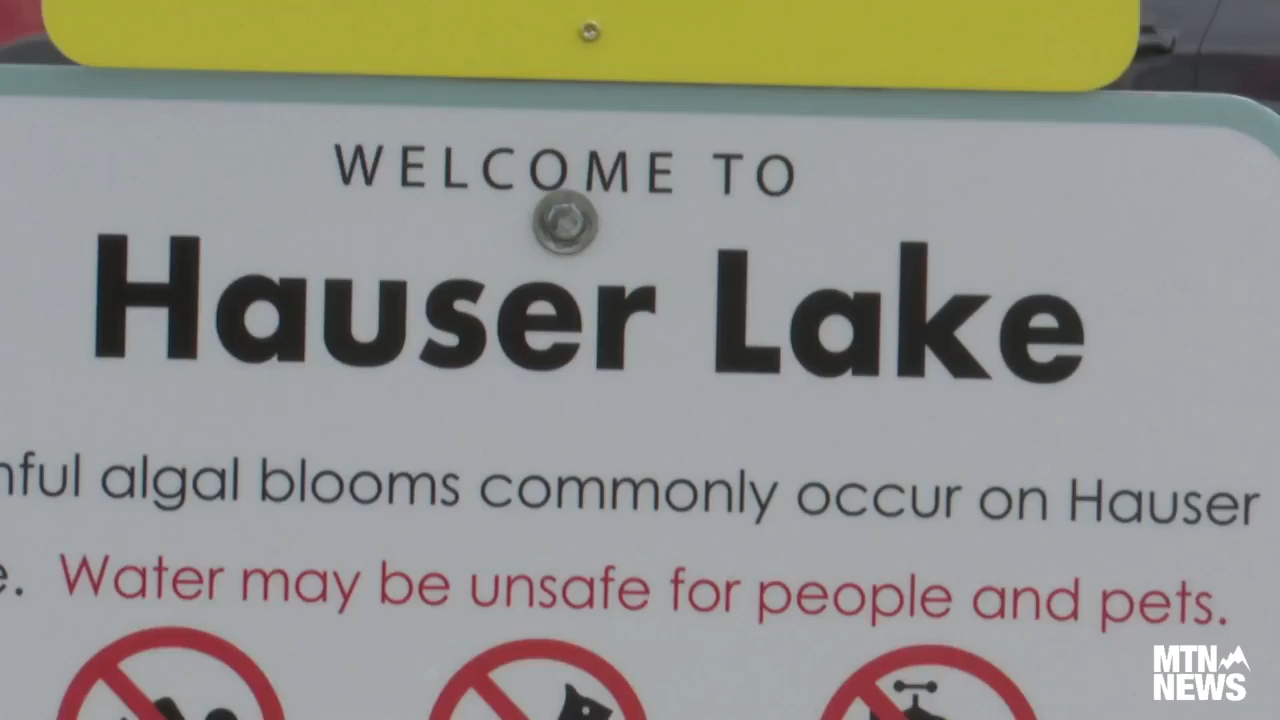 WELCOME TO
Hauser Lake
algal blooms commonly occur on Hauser
Water may be unsafe for people and pets.
MTN
NEWS